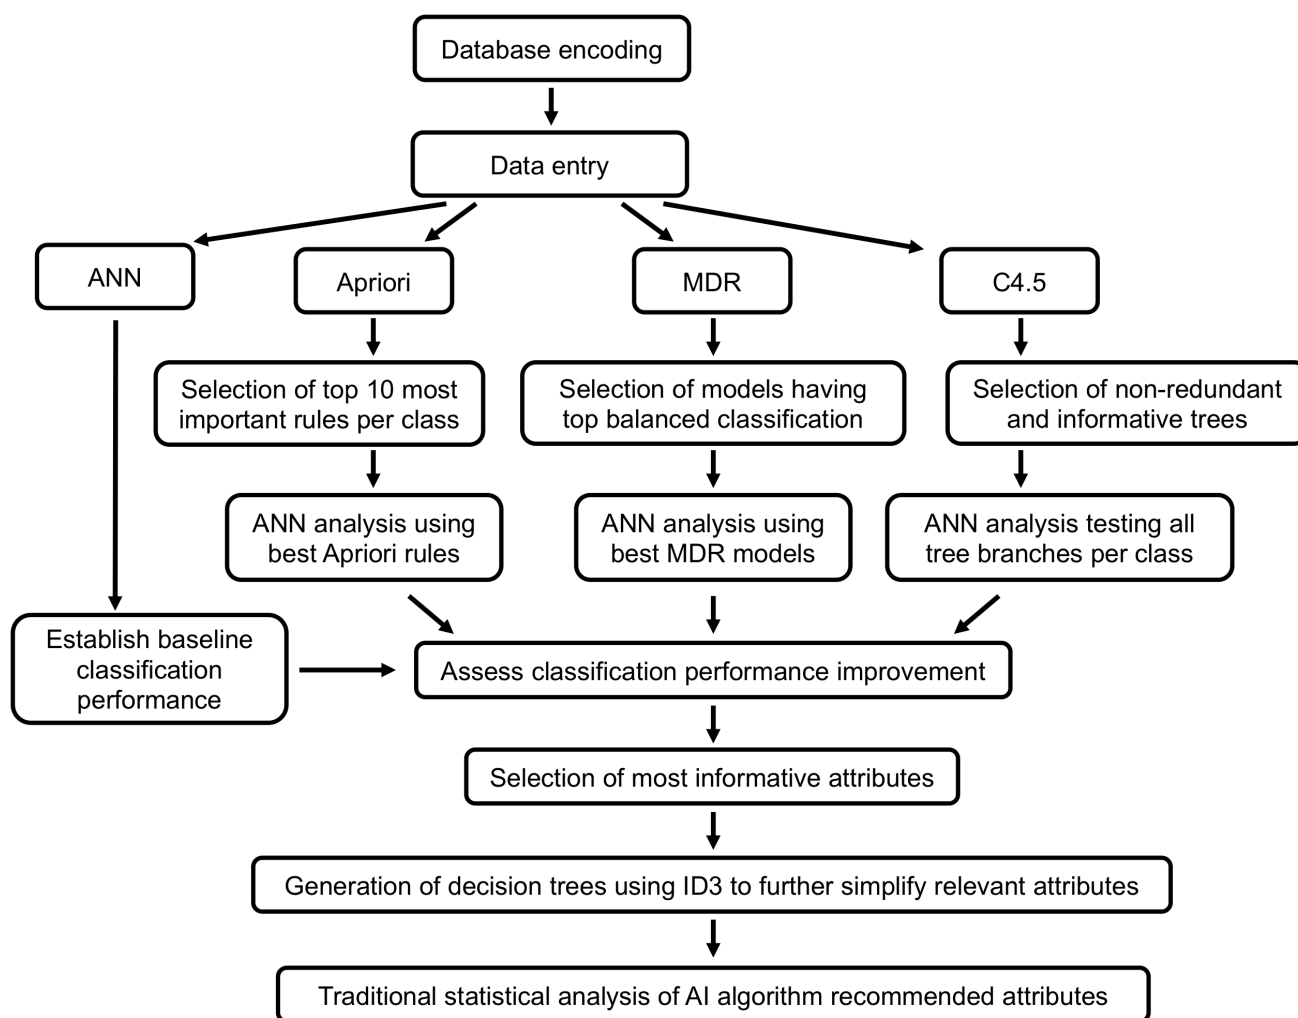 Database encoding
Data entry
ANN
Apriori
MDR
C4.5
Selection of top 10 most
important rules per class
Selection of models having
top balanced classification
Selection of non-redundant
and informative trees
ANN analysis using
best Apriori rules
ANN analysis using
best MDR models
ANN analysis testing all
tree branches per class
Establish baseline
classification
performance
Assess classification performance improvement
Selection of most informative attributes
Generation of decision trees using ID3 to further simplify relevant attributes
Traditional statistical analysis of AI algorithm recommended attributes